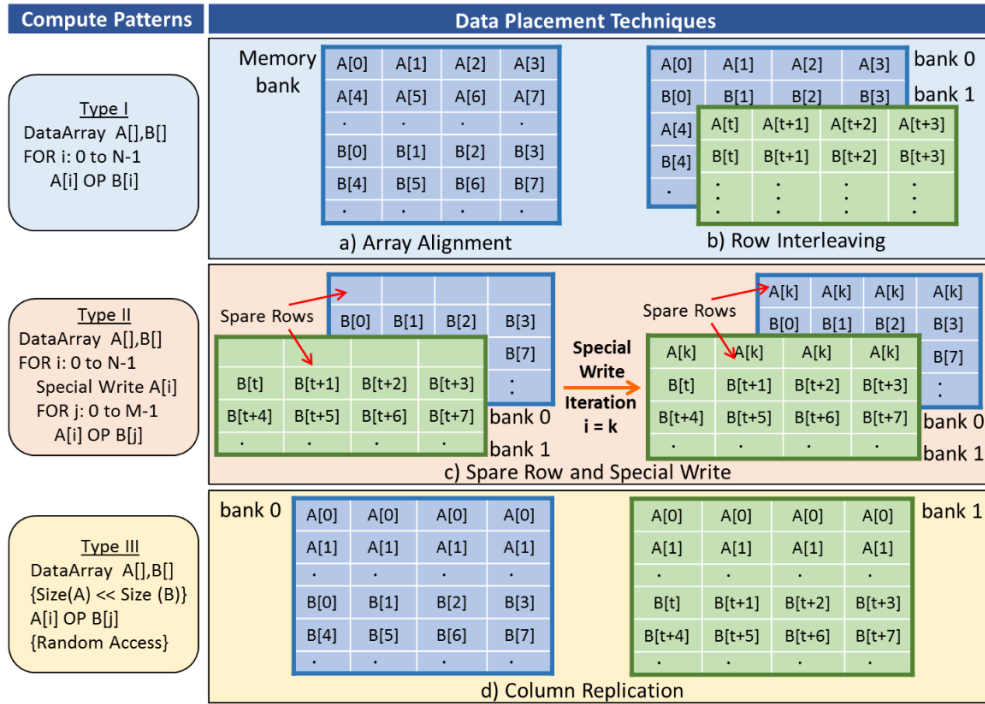 Compute Patterns
Data Placement Techniques
Type I
DataArray A[],B[]
FOR i: 0 to N-1
A[i] OP B[i]
Memory
bank
A[0] A[1] A[2] A[3]
A[4] A[5] A[6] A[7]
. . . .
B[0] B[1] B[2] B[3]
B[4] B[5] B[6] B[7]
. . . .
a) Array Alignment
A[0] A[1] A[2] A[3] bank 0
B[0] B[1] B[2] B[3] bank 1
A[4]
B[4]
.
A[t] A[t+1] A[t+2] A[t+3]
B[t] B[t+1] B[t+2] B[t+3]
. . . .
. . . .
. . . .
b) Row Interleaving
Type II
DataArray A[],B[]
FOR i: 0 to N-1
Special Write A[i]
FOR j: 0 to M-1
A[i] OP B[j]
Spare Rows
B[0] B[1] B[2] B[3]
B[7]
:
B[t] B[t+1] B[t+2] B[t+3]
B[t+4] B[t+5] B[t+6] B[t+7]
. . . .
bank 0
bank 1
Special
Write
Iteration
i = k
Spare Rows
A[k] A[k] A[k] A[k]
B[0] B[1] B[2] B[3]
B[7]
:
A[k] A[k] A[k] A[k]
B[t] B[t+1] B[t+2] B[t+3]
B[t+4] B[t+5] B[t+6] B[t+7]
. . . .
bank 0
bank 1
c) Spare Row and Special Write
Type III
DataArray A[],B[]
{Size(A) << Size (B)}
A[i] OP B[j]
{Random Access}
bank 0
A[0] A[0] A[0] A[0]
A[1] A[1] A[1] A[1]
. . . .
B[0] B[1] B[2] B[3]
B[4] B[5] B[6] B[7]
. . . .
bank 1
A[0] A[0] A[0] A[0]
A[1] A[1] A[1] A[1]
. . . .
B[t] B[t+1] B[t+2] B[t+3]
B[t+4] B[t+5] B[t+6] B[t+7]
. . . .
d) Column Replication